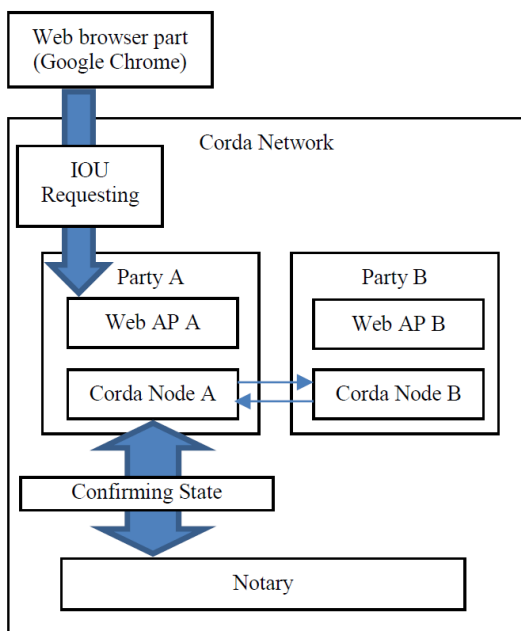 Web browser part
(Google Chrome)
Corda Network
IOU
Requesting
Party A
Party B
Web AP A
Web AP B
Corda Node A
Corda Node B
Confirming State
Notary